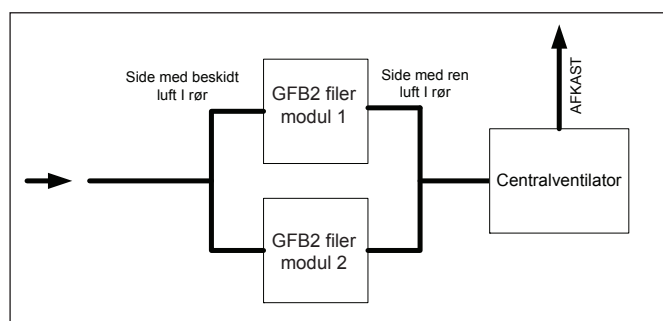 Side med beskidt
luft I rør
GFB2 filer
modul 1
Side med ren
luft I rør
AFKAST
Centralventilator
GFB2 filer
modul 2